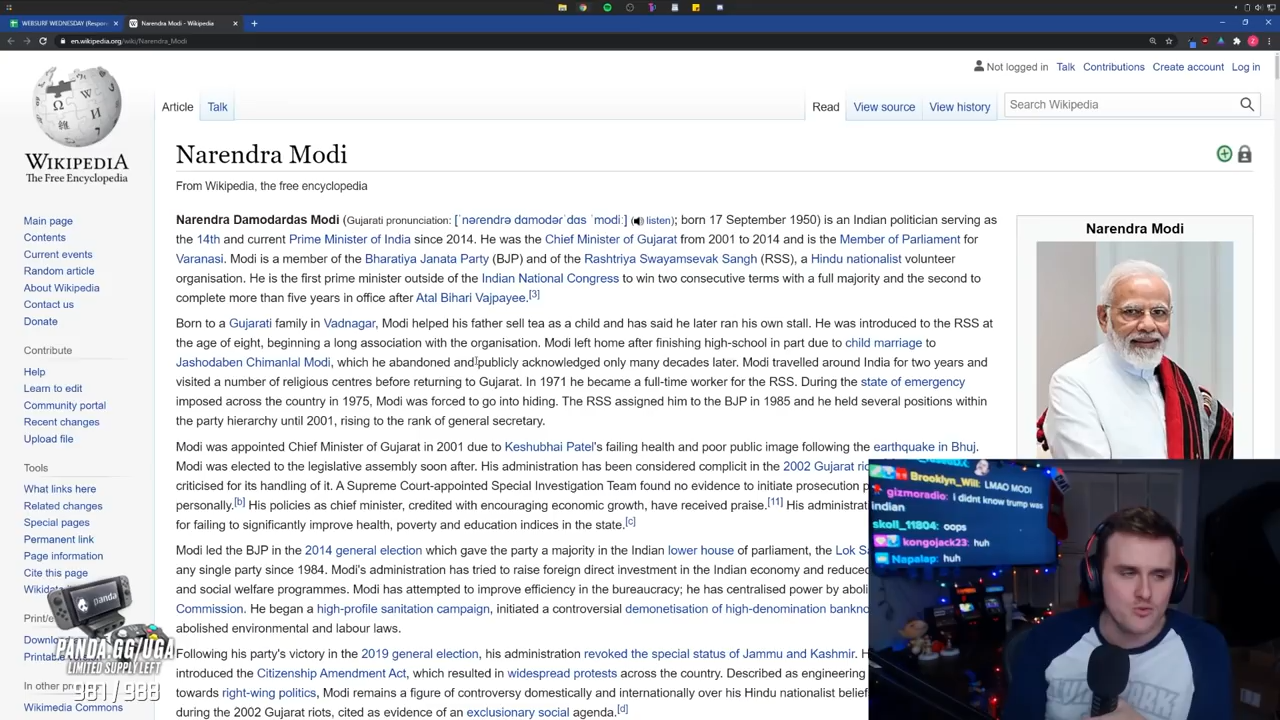 WEBSURF WEDNESDAY (Respon
Narendra Modi - Wikipedia
en.wikipedia.org/wiki/Narendra_Modi
Not logged in Talk Contributions Create account Log in
Article Talk Read View source View history Search Wikipedia
WIKIPEDIA
The Free Encyclopedia
Narendra Modi
From Wikipedia, the free encyclopedia
Narendra Damodardas Modi (Gujarati pronunciation: [ˈnərendrə dɑmodərˈdɑs ˈmodiː] (listen); born 17 September 1950) is an Indian politician serving as
the 14th and current Prime Minister of India since 2014. He was the Chief Minister of Gujarat from 2001 to 2014 and is the Member of Parliament for
Varanasi. Modi is a member of the Bharatiya Janata Party (BJP) and of the Rashtriya Swayamsevak Sangh (RSS), a Hindu nationalist volunteer
organisation. He is the first prime minister outside of the Indian National Congress to win two consecutive terms with a full majority and the second to
complete more than five years in office after Atal Bihari Vajpayee.[3]
Born to a Gujarati family in Vadnagar, Modi helped his father sell tea as a child and has said he later ran his own stall. He was introduced to the RSS at
the age of eight, beginning a long association with the organisation. Modi left home after finishing high-school in part due to child marriage to
Jashodaben Chimanlal Modi, which he abandoned and publicly acknowledged only many decades later. Modi travelled around India for two years and
visited a number of religious centres before returning to Gujarat. In 1971 he became a full-time worker for the RSS. During the state of emergency
imposed across the country in 1975, Modi was forced to go into hiding. The RSS assigned him to the BJP in 1985 and he held several positions within
the party hierarchy until 2001, rising to the rank of general secretary.
Modi was appointed Chief Minister of Gujarat in 2001 due to Keshubhai Patel's failing health and poor public image following the earthquake in Bhuj.
Modi was elected to the legislative assembly soon after. His administration has been considered complicit in the 2002 Gujarat rio
criticised for its handling of it. A Supreme Court-appointed Special Investigation Team found no evidence to initiate prosecution p
personally.[b] His policies as chief minister, credited with encouraging economic growth, have received praise.[11] His administrat
for failing to significantly improve health, poverty and education indices in the state.[c]
Modi led the BJP in the 2014 general election which gave the party a majority in the Indian lower house of parliament, the Lok Sa
any single party since 1984. Modi's administration has tried to raise foreign direct investment in the Indian economy and reduced
and social welfare programmes. Modi has attempted to improve efficiency in the bureaucracy; he has centralised power by aboli
Commission. He began a high-profile sanitation campaign, initiated a controversial demonetisation of high-denomination bankno
abolished environmental and labour laws.
Following his party's victory in the 2019 general election, his administration revoked the special status of Jammu and Kashmir. H
introduced the Citizenship Amendment Act, which resulted in widespread protests across the country. Described as engineering
towards right-wing politics, Modi remains a figure of controversy domestically and internationally over his Hindu nationalist belief
during the 2002 Gujarat riots, cited as evidence of an exclusionary social agenda.[d]
Narendra Modi
Main page
Contents
Current events
Random article
About Wikipedia
Contact us
Donate
Contribute
Help
Learn to edit
Community portal
Recent changes
Upload file
Tools
What links here
Related changes
Special pages
Permanent link
Page information
Cite this page
Wikida
Print/e
Downlo
Printab
In other pro
Wikimedia Commons
panda
PANDA.GG/UGA
LIMITED SUPPLY LEFT
981 / 988
Brooklyn_Will: LMAO MODI
gizmoradio: I didnt know trump was
indian
skoll_11804: oops
kongojack23: huh
Napalap: huh